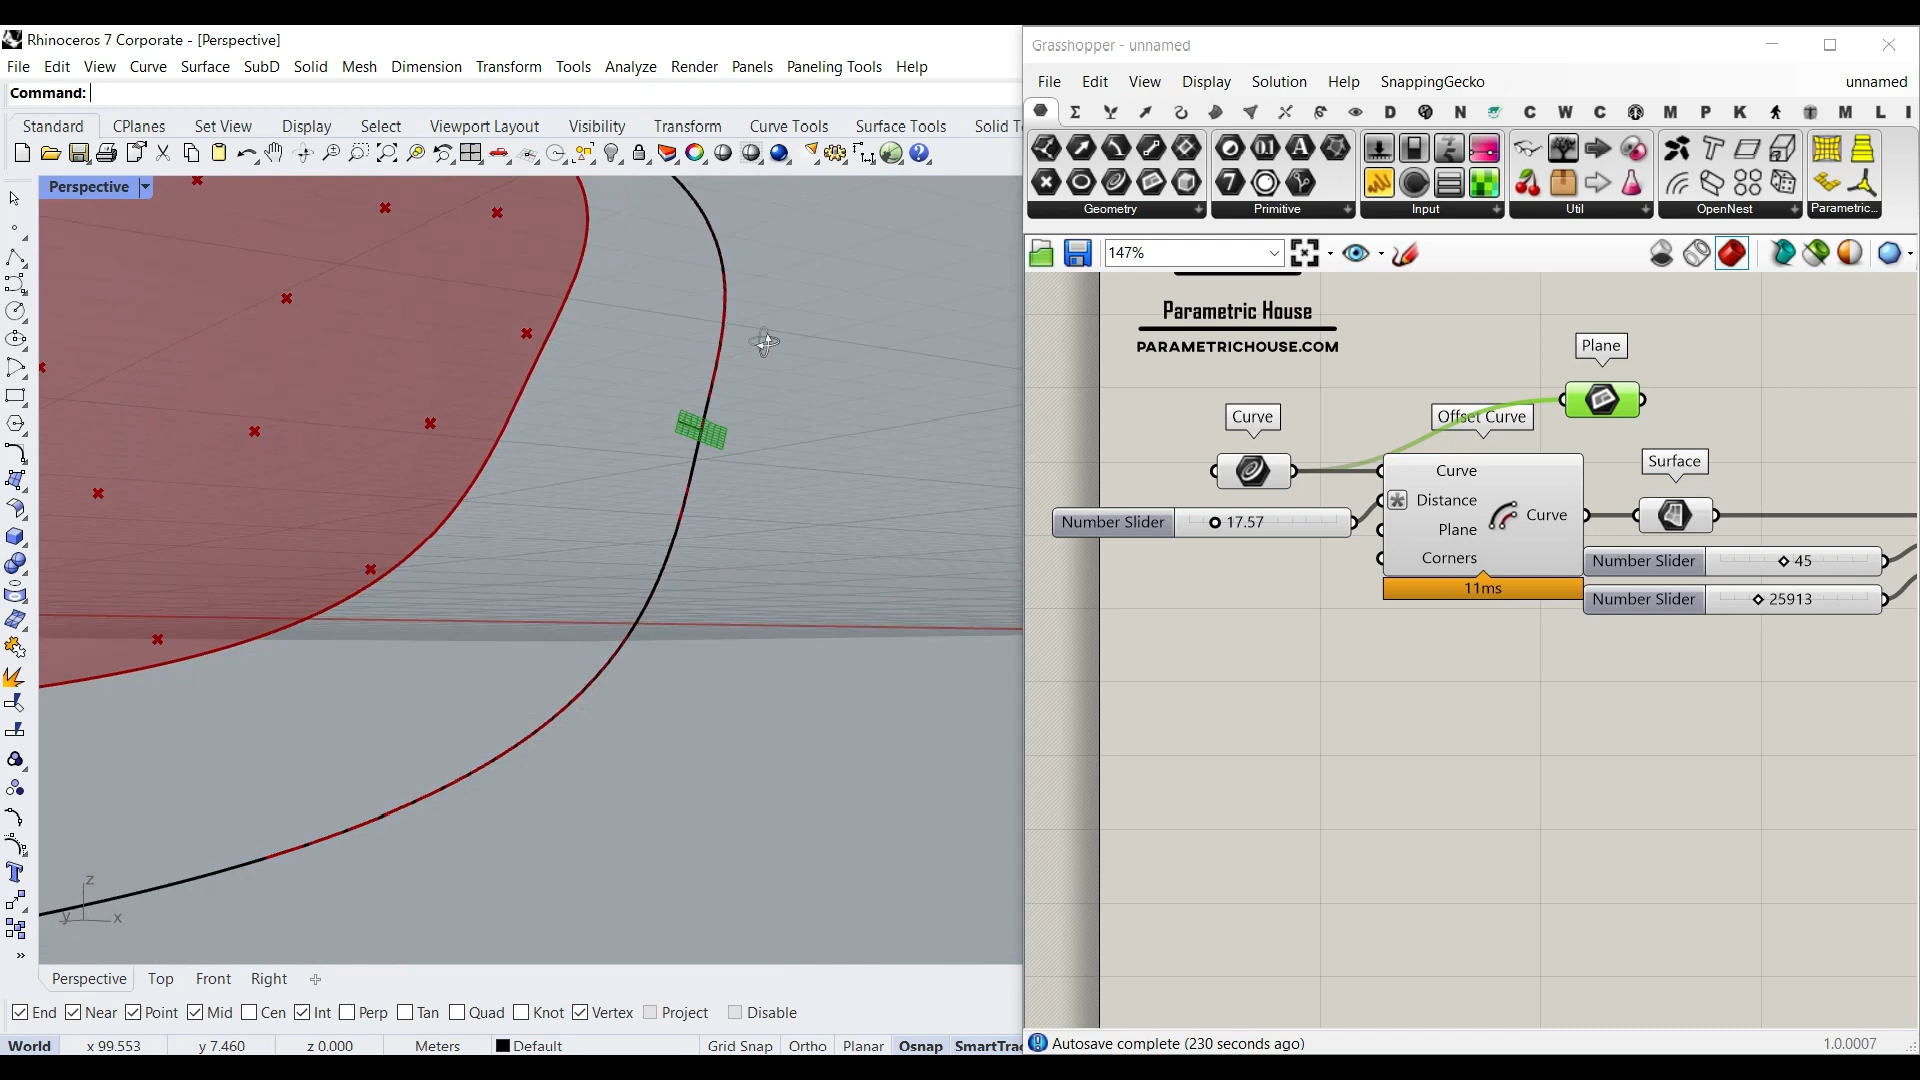 Rhinoceros 7 Corporate - [Perspective]
File Edit View Curve Surface SubD Solid Mesh Dimension Transform Tools Analyze Render Panels Paneling Tools Help
Command:
Standard CPlanes Set View Display Select Viewport Layout Visibility Transform Curve Tools Surface Tools Solid T
Perspective
z
y x
Perspective Top Front Right
End Near Point Mid Cen Int Perp Tan Quad Knot Vertex Project Disable
World x 99.553 y 7.460 z 0.000 Meters Default Grid Snap Ortho Planar Osnap SmartTrac
Grasshopper - unnamed
File Edit View Display Solution Help SnappingGecko unnamed
D N C W C M P K M L I
Geometry Primitive Input Util OpenNest Parametric...
147%
Parametric House
PARAMETRICHOUSE.COM
Plane
Curve Offset Curve
Surface
Curve
Distance
Plane
Corners
Curve
11ms
Number Slider 17.57
Number Slider 45
Number Slider 25913
Autosave complete (230 seconds ago) 1.0.0007